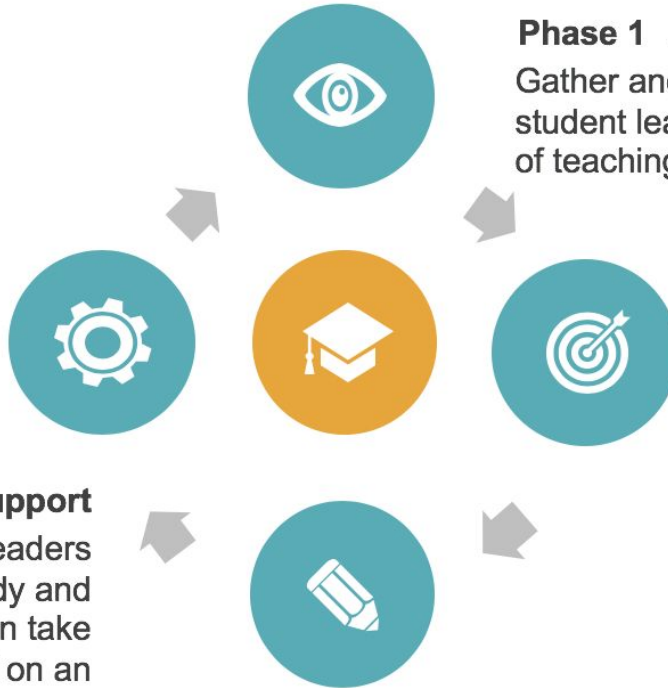 Phase 1
Gather and
student lea
of teaching
upport
eaders
dy and
n take
on an